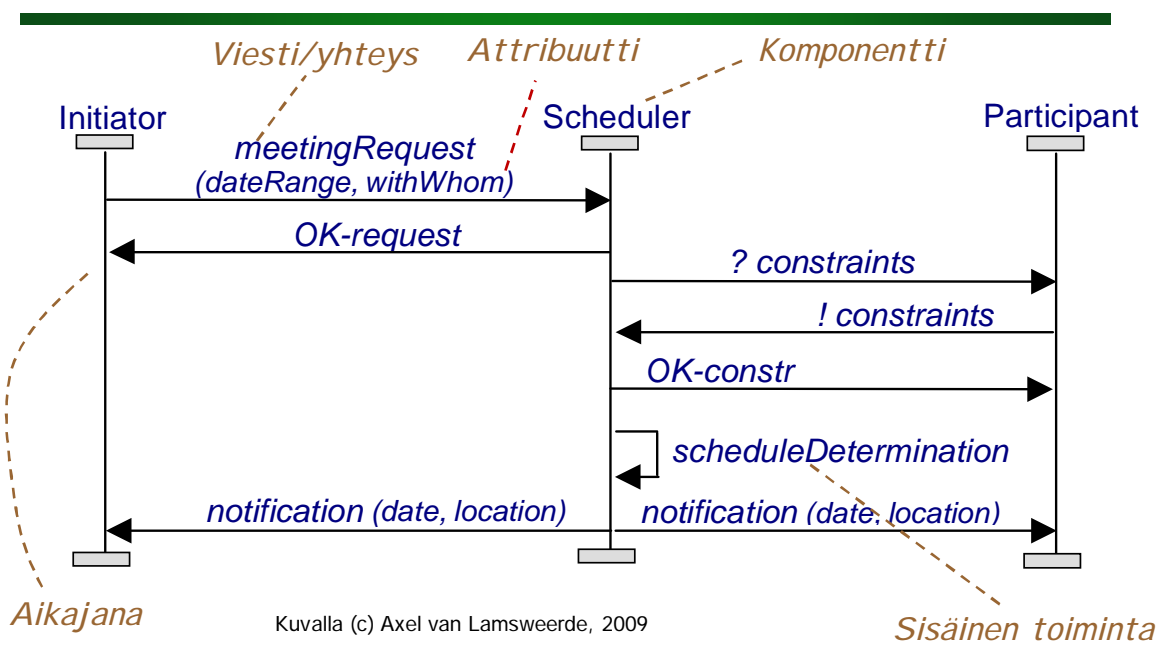 Viesti/yhteys Attribuutti Komponentti
Initiator Scheduler Participant
meetingRequest
(dateRange, withWhom)
OK-request
? constraints
! constraints
OK-constr
scheduleDetermination
notification (date, location) notification (date, location)
Aikajana
Kuvalla (c) Axel van Lamsweerde, 2009
Sisäinen toiminta